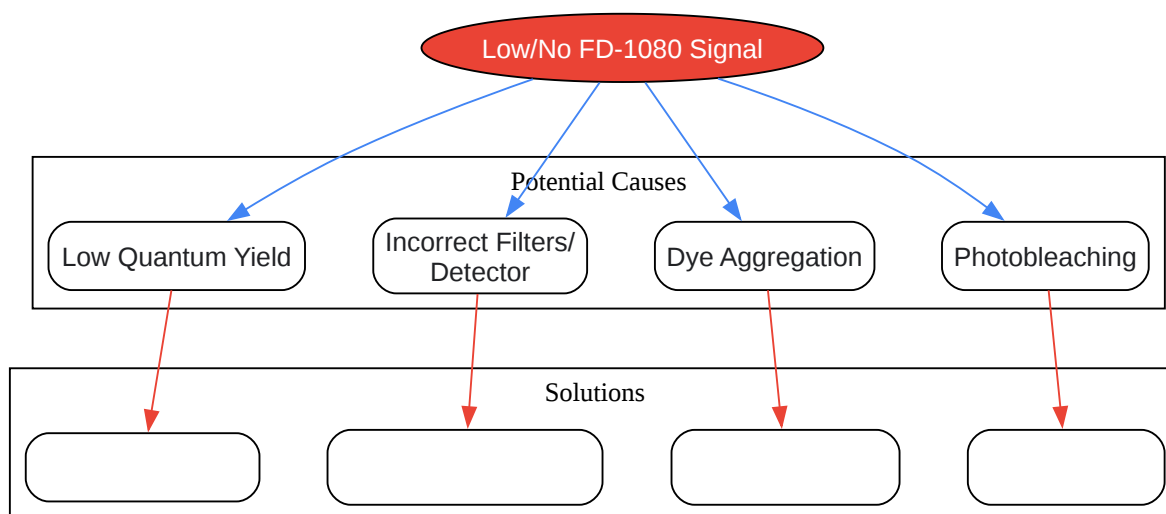 Low/No FD-1080 Signal
Potential Causes
Low Quantum Yield
Incorrect Filters/
Detector
Dye Aggregation
Photobleaching
Solutions